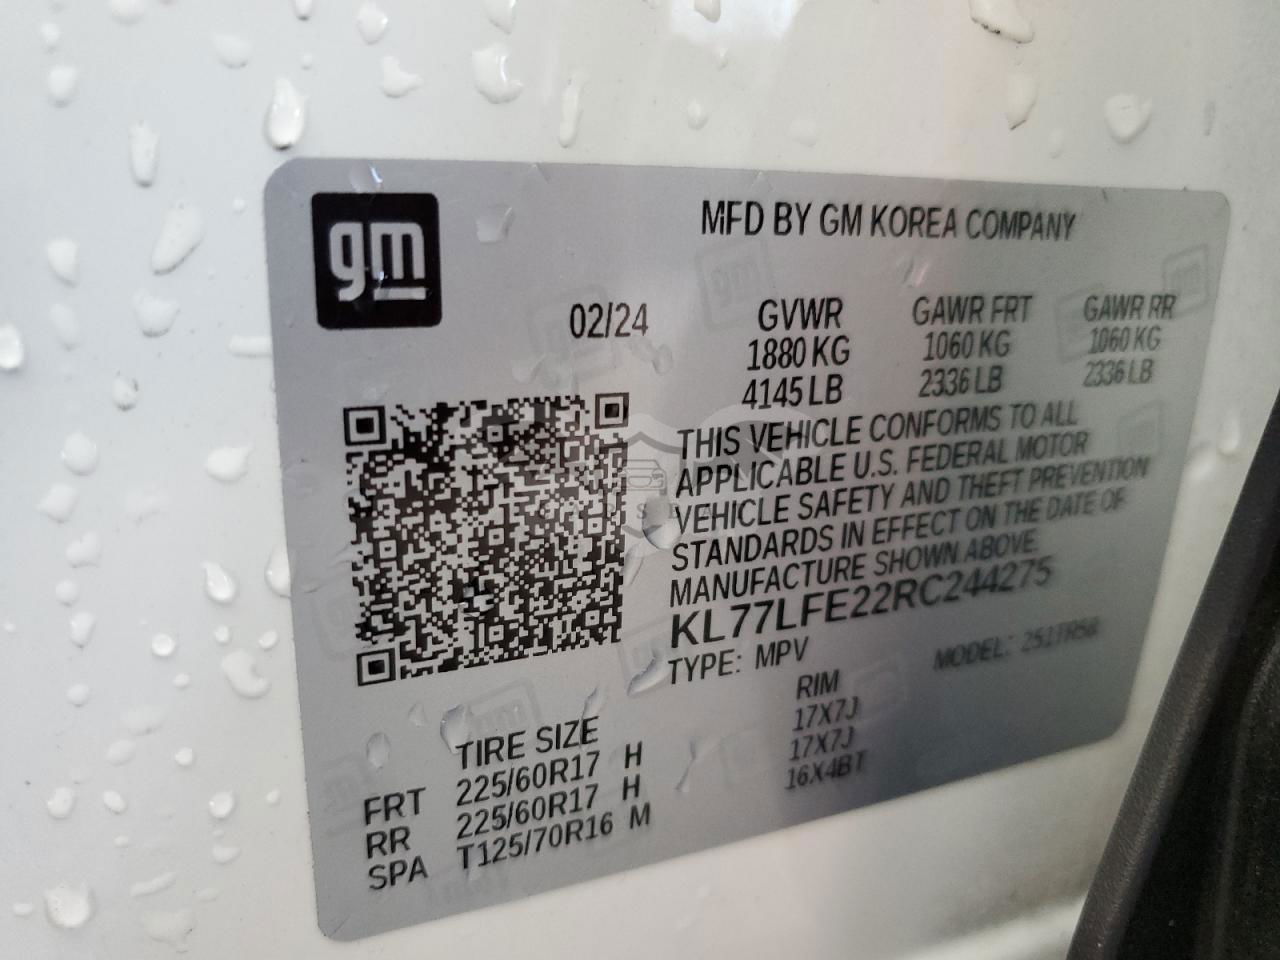 gm
MFD BY GM KOREA COMPANY
02/24 GVWR GAWR FRT GAWR RR
1880 KG 1060 KG 1060 KG
4145 LB 2336 LB 2336 LB
THIS VEHICLE CONFORMS TO ALL
APPLICABLE U.S. FEDERAL MOTOR
VEHICLE SAFETY AND THEFT PREVENTION
STANDARDS IN EFFECT ON THE DATE OF
MANUFACTURE SHOWN ABOVE.
KL77LFE22RC244275
TYPE: MPV MODEL:
TIRE SIZE RIM
FRT 225/60R17 H 17X7J
RR 225/60R17 H 17X7J
SPA T125/70R16 M 16X4BT